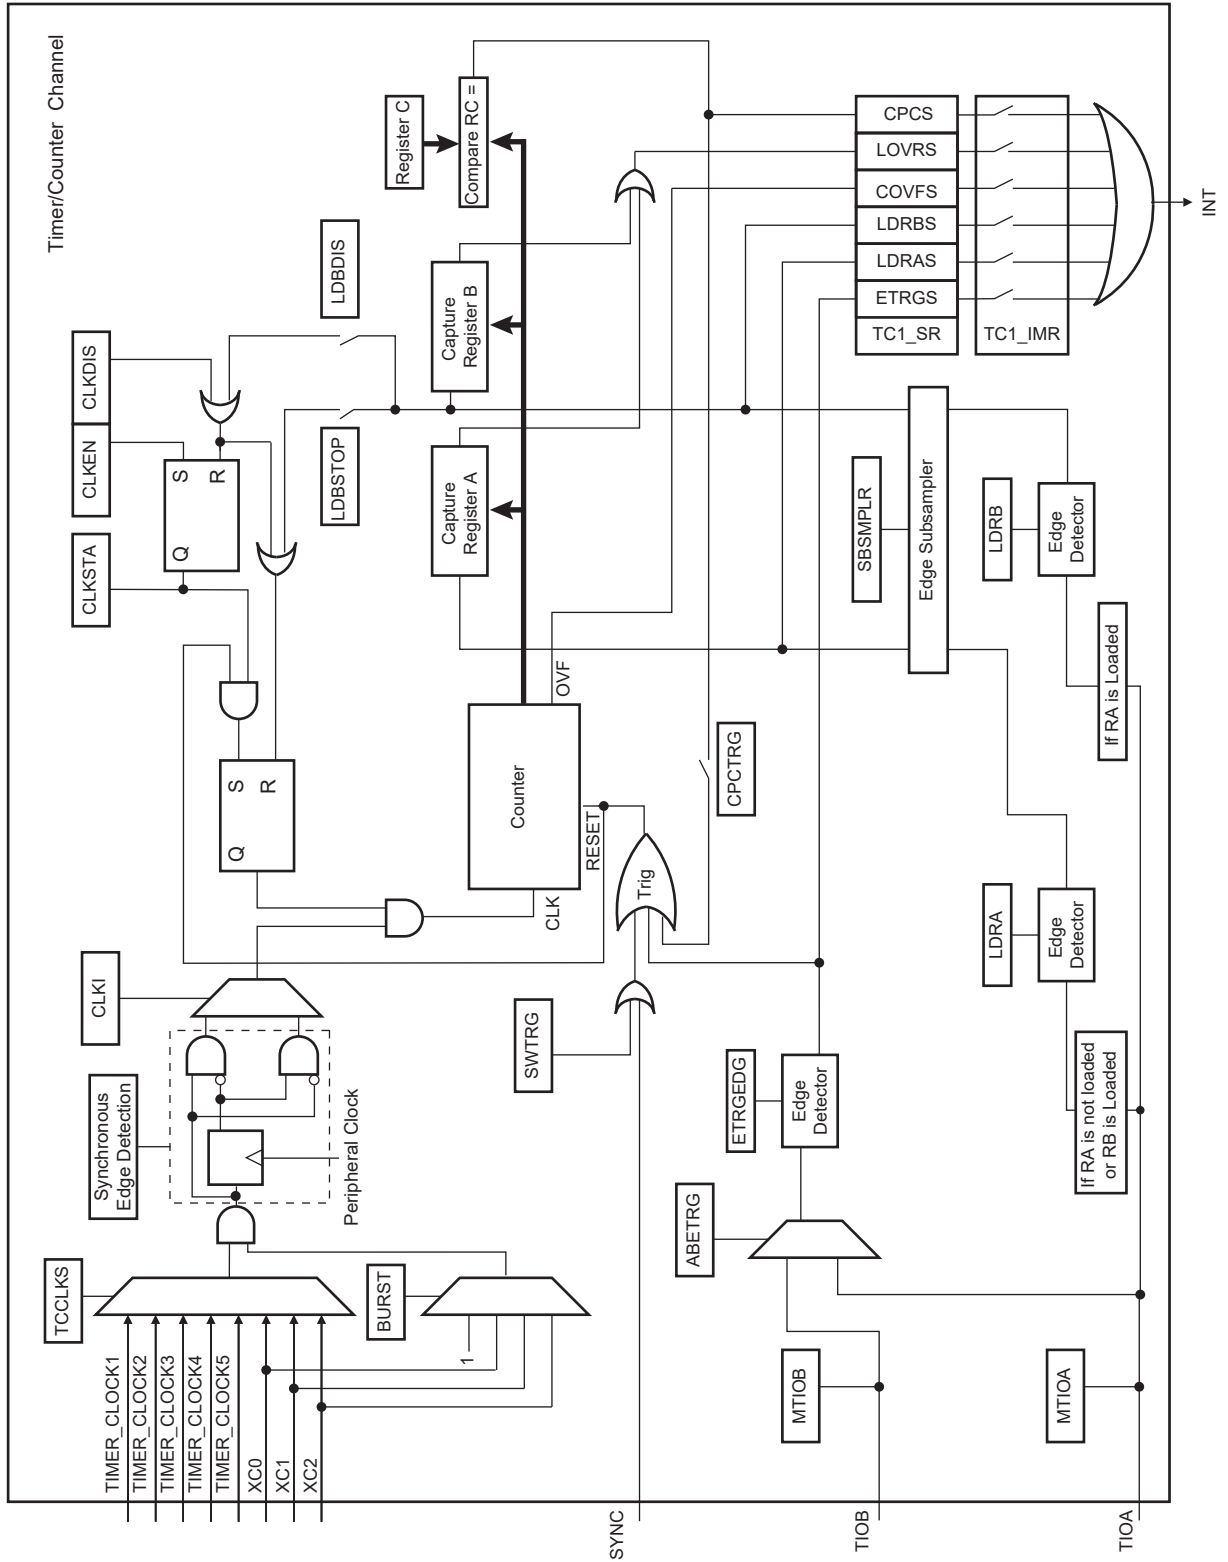 Timer/Counter Channel
TCCLKS
TIMER_CLOCK1
TIMER_CLOCK2
TIMER_CLOCK3
TIMER_CLOCK4
TIMER_CLOCK5
XC0
XC1
XC2
Synchronous
Edge Detection
CLKI
BURST
1
Peripheral Clock
CLKSTA
CLKEN
CLKDIS
Q
S
R
Q
S
R
LDBSTOP
LDBDIS
Register C
Capture
Register A
Capture
Register B
Compare RC =
Counter
CLK
OVF
RESET
SYNC
SWTRG
Trig
CPCTRG
MTIOB
TIOB
ABETRG
ETRGEDG
Edge
Detector
SBSMPLR
Edge Subsampler
CPCS
LOVRS
COVFS
LDRBS
LDRAS
ETRGS
TC1_SR
TC1_IMR
INT
MTIOA
TIOA
LDRA
Edge
Detector
If RA is not loaded
or RB is Loaded
LDRB
Edge
Detector
If RA is Loaded